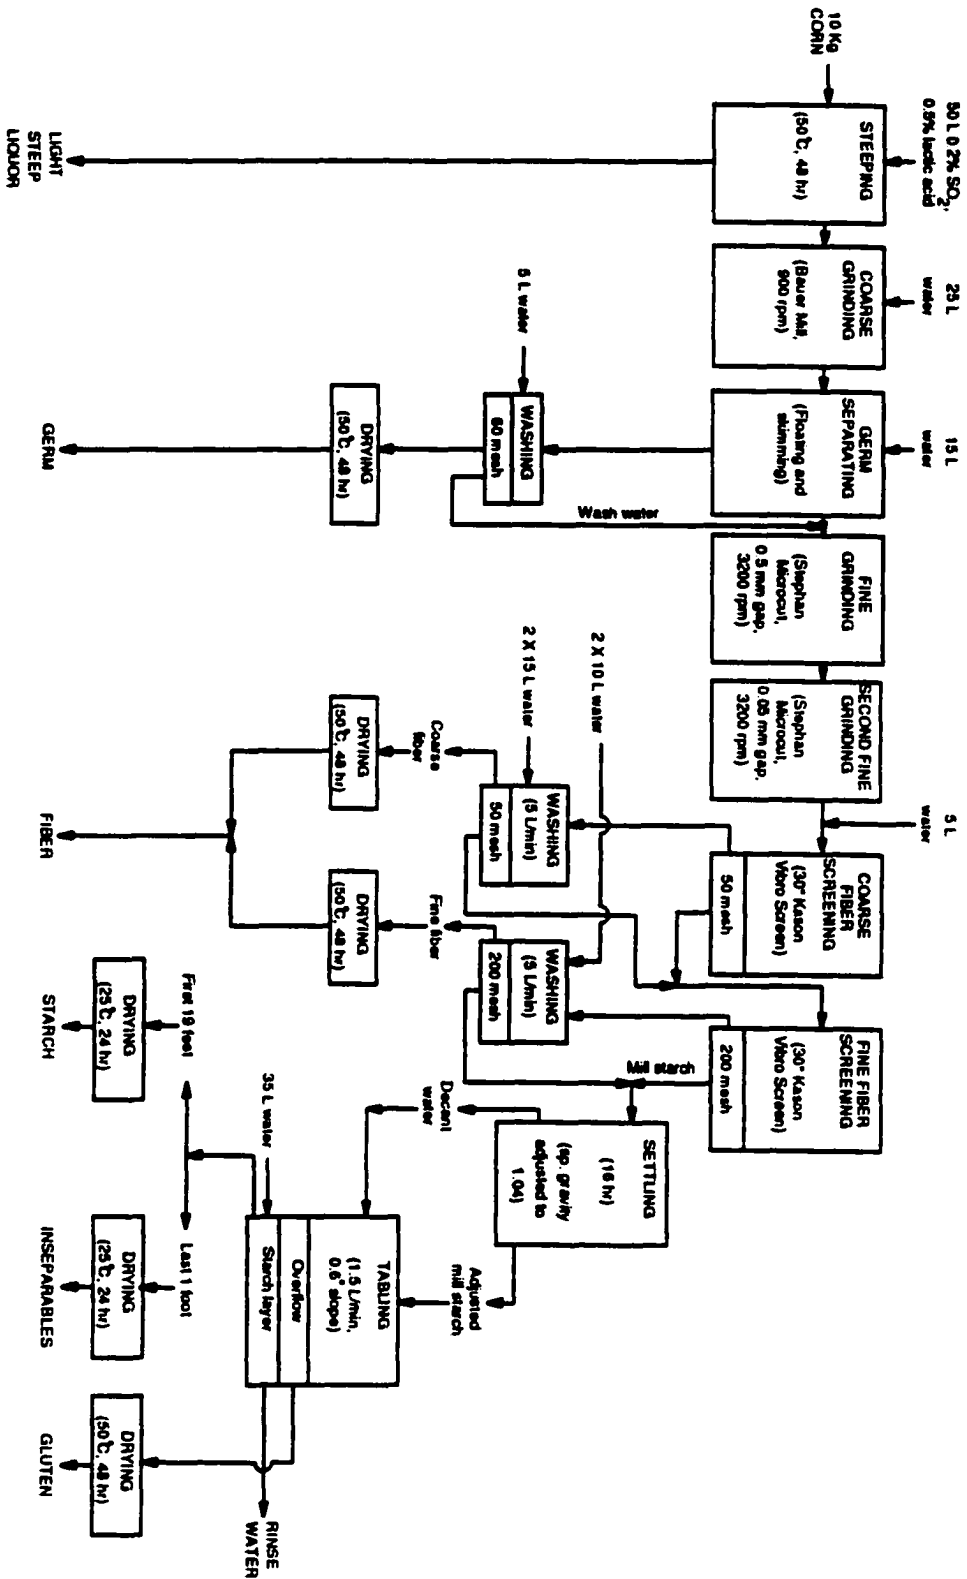 10 Kg
CORN
50 L 0.2% SO2,
0.5% lactic acid
STEEPING
(50℃, 48 hr)
LIGHT
STEEP
LIQUOR
25 L
water
COARSE
GRINDING
(Bauer Mill,
900 rpm)
15 L
water
GERM
SEPARATING
(Floating and
skimming)
5 L water
WASHING
60 mesh
Wash water
DRYING
(50℃, 48 hr)
GERM
FINE
GRINDING
(Stephan
Microcut,
0.5 mm gap,
3200 rpm)
SECOND FINE
GRINDING
(Stephan
Microcut,
0.05 mm gap,
3200 rpm)
5 L
water
COARSE
FIBER
SCREENING
(30" Kason
Vibro Screen)
50 mesh
FINE FIBER
SCREENING
(30" Kason
Vibro Screen)
200 mesh
2 X 10 L water
2 X 15 L water
WASHING
(5 L/min)
50 mesh
Coarse
fiber
DRYING
(50℃, 48 hr)
WASHING
(5 L/min)
200 mesh
Fine fiber
DRYING
(50℃, 48 hr)
FIBER
Mill starch
SETTLING
(16 hr)
(sp. gravity
adjusted to
1.04)
Decant
water
Adjusted
mill starch
TABLING
(1.5 L/min,
0.6° slope)
Overflow
Starch layer
35 L water
RINSE
WATER
First 19 feet
DRYING
(25℃, 24 hr)
STARCH
Last 1 foot
DRYING
(25℃, 24 hr)
INSEPARABLES
DRYING
(50℃, 48 hr)
GLUTEN